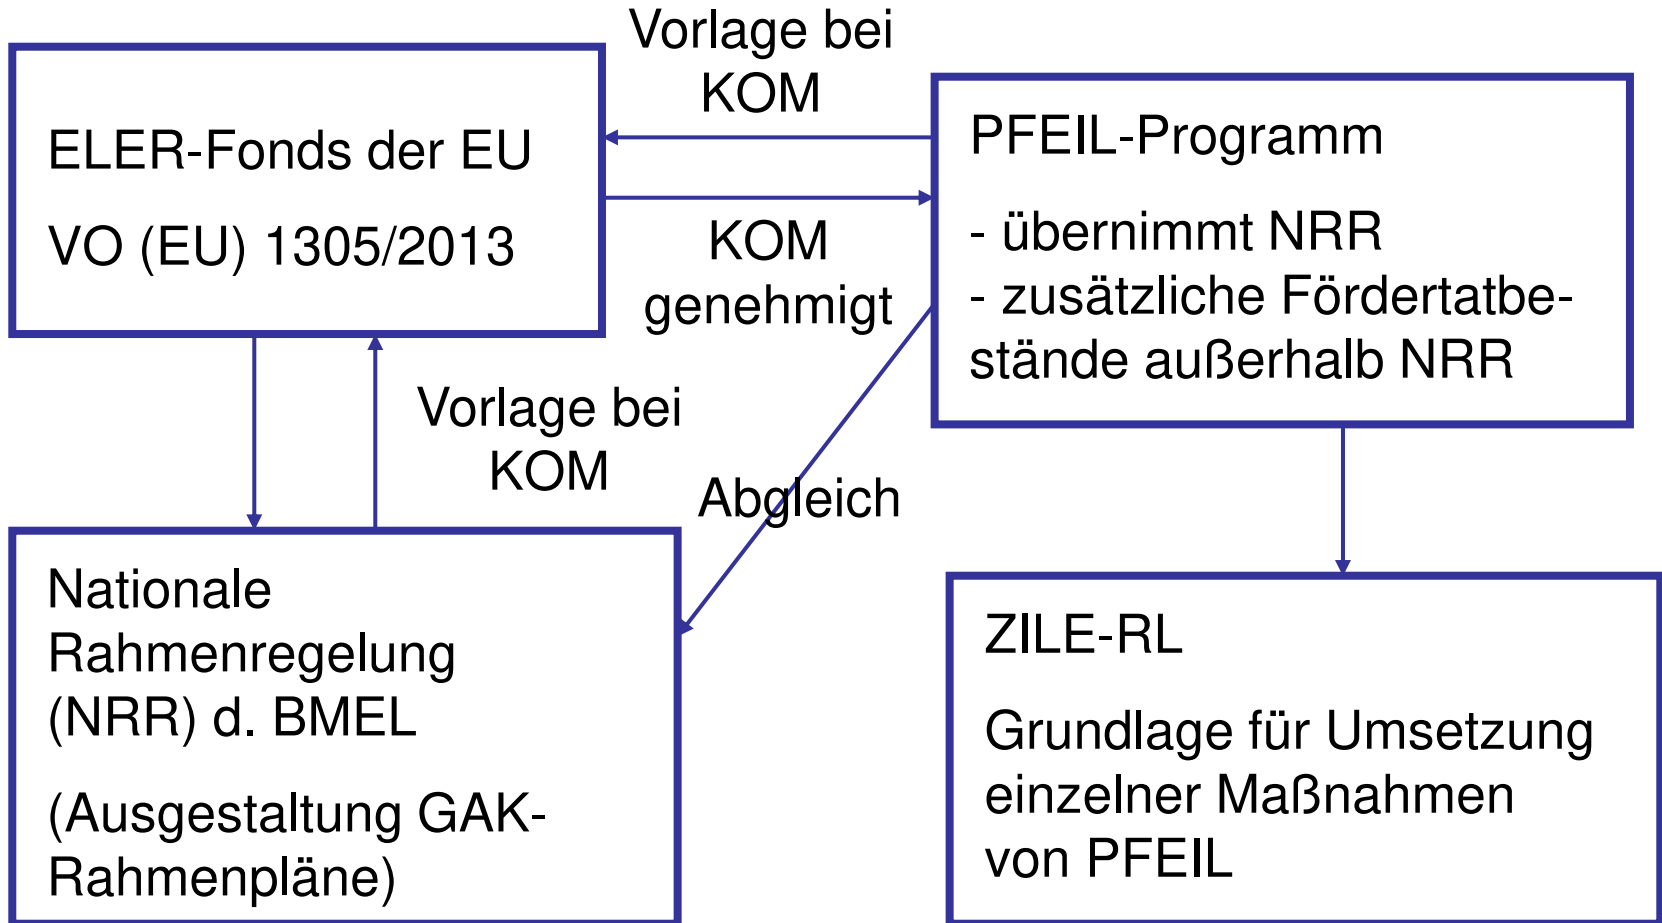 Vorlage bei
KOM
ELER-Fonds der EU
VO (EU) 1305/2013
KOM
genehmigt
PFEIL-Programm
- übernimmt NRR
- zusätzliche Fördertatbe-
stände außerhalb NRR
Vorlage bei
KOM
Abgleich
Nationale
Rahmenregelung
(NRR) d. BMEL
(Ausgestaltung GAK-
Rahmenpläne)
ZILE-RL
Grundlage für Umsetzung
einzelner Maßnahmen
von PFEIL